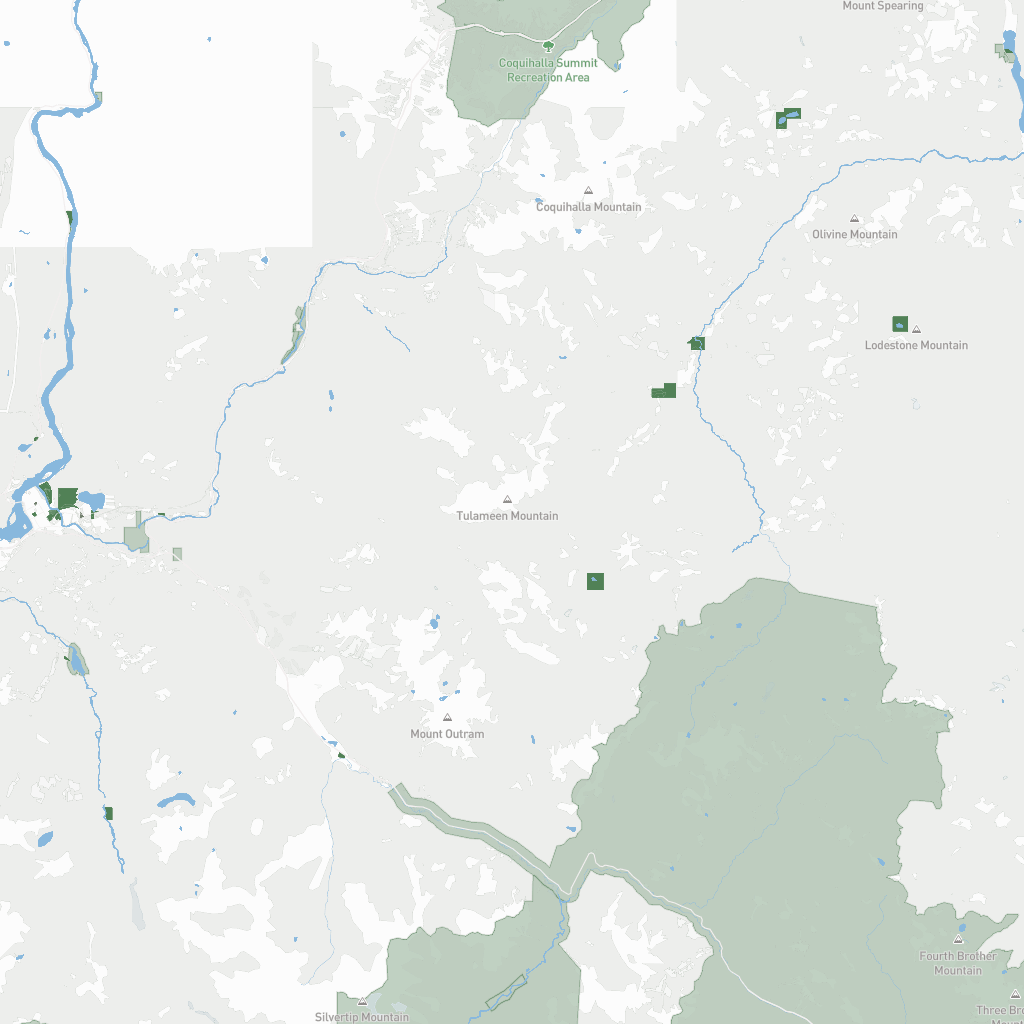 Mount Spearing
Coquihalla Summit
Recreation Area
Coquihalla Mountain
Olivine Mountain
Lodestone Mountain
Tulameen Mountain
Mount Outram
Fourth Brother
Mountain
Silvertip Mountain
Three Bro